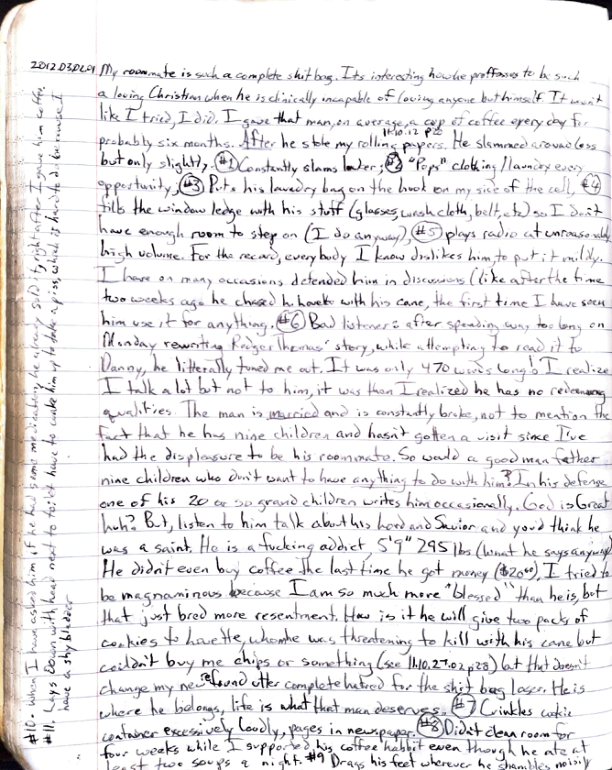 2012D3DL01 My roommate is such a complete shit bag. Its interesting how he proffesses to be such
a loving Christian when he is clinically incapable of loving anyone but himself It won't
like I tried, I did. I gave that man, on average, a cup of coffee every day for
probably six months. After he stole my rolling papers. He slammed around less
11.10.12 p22
but only slightly, #1 Constantly slams locker; #2 "Pops" clothing/laundry every
opportunity, #3 Puts his laundry bag on the hook on my side of the cell, #4
fills the window ledge with his stuff (glasses, wash cloth, belt, etc) so I don't
have enough room to step on (I do anyway), #5 plays radio at unreasonably
high volume. For the record, everybody I know dislikes him to put it mildly.
I have on many occasions defended him in discussions (like after the time
two weeks ago he chased with his cane, the first time I have seen
him use it for anything. #6 Bad listener: after spending way too long on
Monday rewriting Thomas' story, while attempting to read it to
Danny, he litterally tuned me out. It was only 470 words long! I realize
I talk a lot but not to him, it was then I realized he has no redeeming
qualities. The man is married and is constantly broke, not to mention the
fact that he has nine children and hasn't gotten a visit since I've
had the displeasure to be his roommate. So would a good man father
nine children who don't want to have anything to do with him? In his defense
one of his 20 or so grand children writes him occasionally. God is Great
huh? But, listen to him talk about his lord and Savior and you'd think he
was a saint. He is a fucking addict, 5'9" 295 lbs (what he says anyway)
He didn't even buy coffee the last time he got money ($20⁰⁰), I tried to
be magnaminous because I am so much more "blessed" than he is, but
that just bred more resentment. How is it he will give two packs of
cookies to whome he was threatening to kill with his cane but
couldn't buy me chips or something (see 11.10.27.02 p28) but that doesn't
change my new found utter complete hatred for the shit bag loser. He is
where he belongs, life is what that man deserves. #7 Crinkles cookie
container excessively loudly, pages in newspaper. #8 Didn't clean room for
four weeks while I supported his coffee habbit even though he ate at
least two soups a night. #9 Drags his feet wherever he shambles noisily
#10 - When I have asked him if he had some me drinking he already sold it, right after I gave him coffee.
#11. Lays down with head next to toilet have to wake him up to take a piss, which is hard to do because I
have a shy bladder